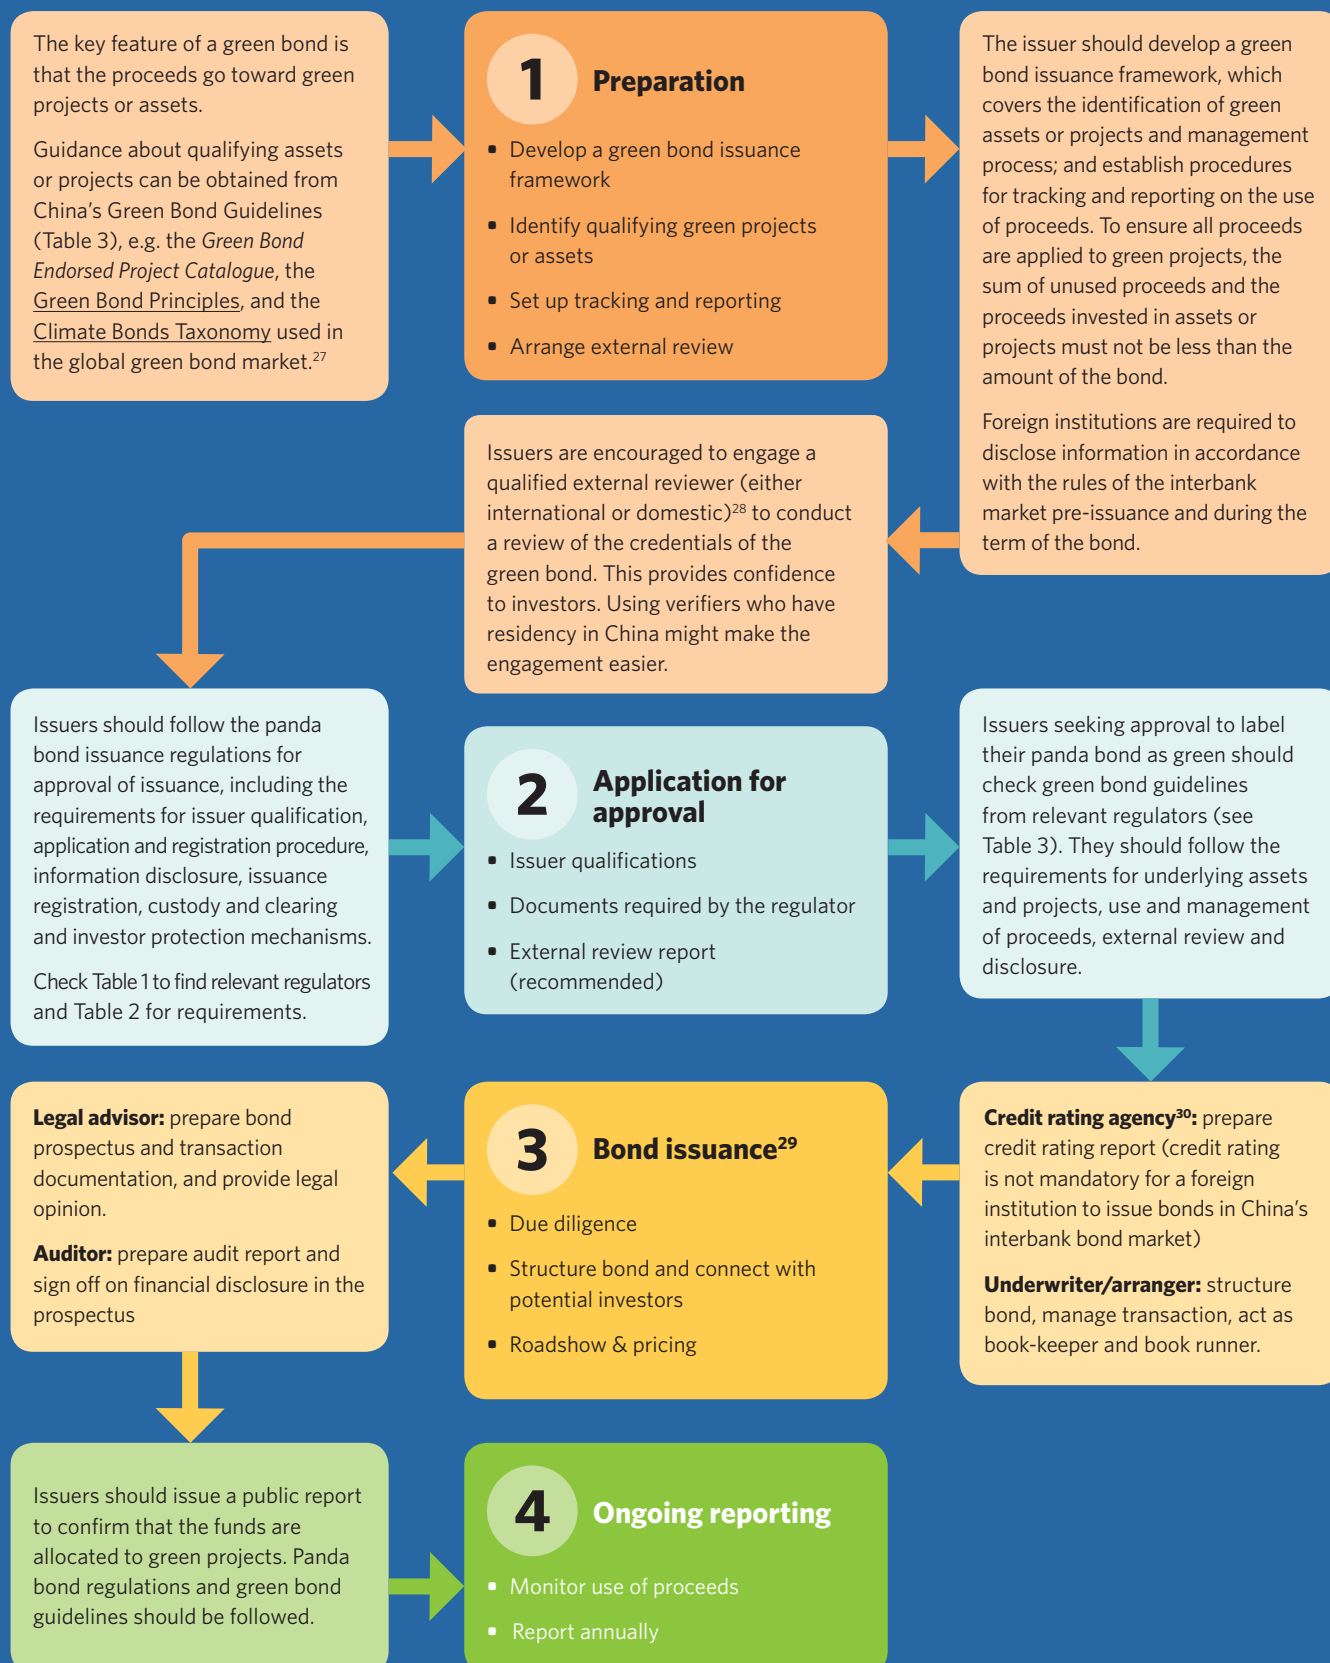 The key feature of a green bond is
that the proceeds go toward green
projects or assets.
Guidance about qualifying assets
or projects can be obtained from
China's Green Bond Guidelines
(Table 3), e.g. the Green Bond
Endorsed Project Catalogue, the
Green Bond Principles, and the
Climate Bonds Taxonomy used in
the global green bond market.27
1 Preparation
▪ Develop a green bond issuance
framework
▪ Identify qualifying green projects
or assets
▪ Set up tracking and reporting
▪ Arrange external review
The issuer should develop a green
bond issuance framework, which
covers the identification of green
assets or projects and management
process; and establish procedures
for tracking and reporting on the use
of proceeds. To ensure all proceeds
are applied to green projects, the
sum of unused proceeds and the
proceeds invested in assets or
projects must not be less than the
amount of the bond.
Foreign institutions are required to
disclose information in accordance
with the rules of the interbank
market pre-issuance and during the
term of the bond.
Issuers are encouraged to engage a
qualified external reviewer (either
international or domestic)28 to conduct
a review of the credentials of the
green bond. This provides confidence
to investors. Using verifiers who have
residency in China might make the
engagement easier.
Issuers should follow the panda
bond issuance regulations for
approval of issuance, including the
requirements for issuer qualification,
application and registration procedure,
information disclosure, issuance
registration, custody and clearing
and investor protection mechanisms.
Check Table 1 to find relevant regulators
and Table 2 for requirements.
2 Application for
approval
▪ Issuer qualifications
▪ Documents required by the regulator
▪ External review report
(recommended)
Issuers seeking approval to label
their panda bond as green should
check green bond guidelines
from relevant regulators (see
Table 3). They should follow the
requirements for underlying assets
and projects, use and management
of proceeds, external review and
disclosure.
Credit rating agency30: prepare
credit rating report (credit rating
is not mandatory for a foreign
institution to issue bonds in China's
interbank bond market)
Underwriter/arranger: structure
bond, manage transaction, act as
book-keeper and book runner.
3 Bond issuance29
▪ Due diligence
▪ Structure bond and connect with
potential investors
▪ Roadshow & pricing
Legal advisor: prepare bond
prospectus and transaction
documentation, and provide legal
opinion.
Auditor: prepare audit report and
sign off on financial disclosure in the
prospectus
Issuers should issue a public report
to confirm that the funds are
allocated to green projects. Panda
bond regulations and green bond
guidelines should be followed.
4 Ongoing reporting
▪ Monitor use of proceeds
▪ Report annually